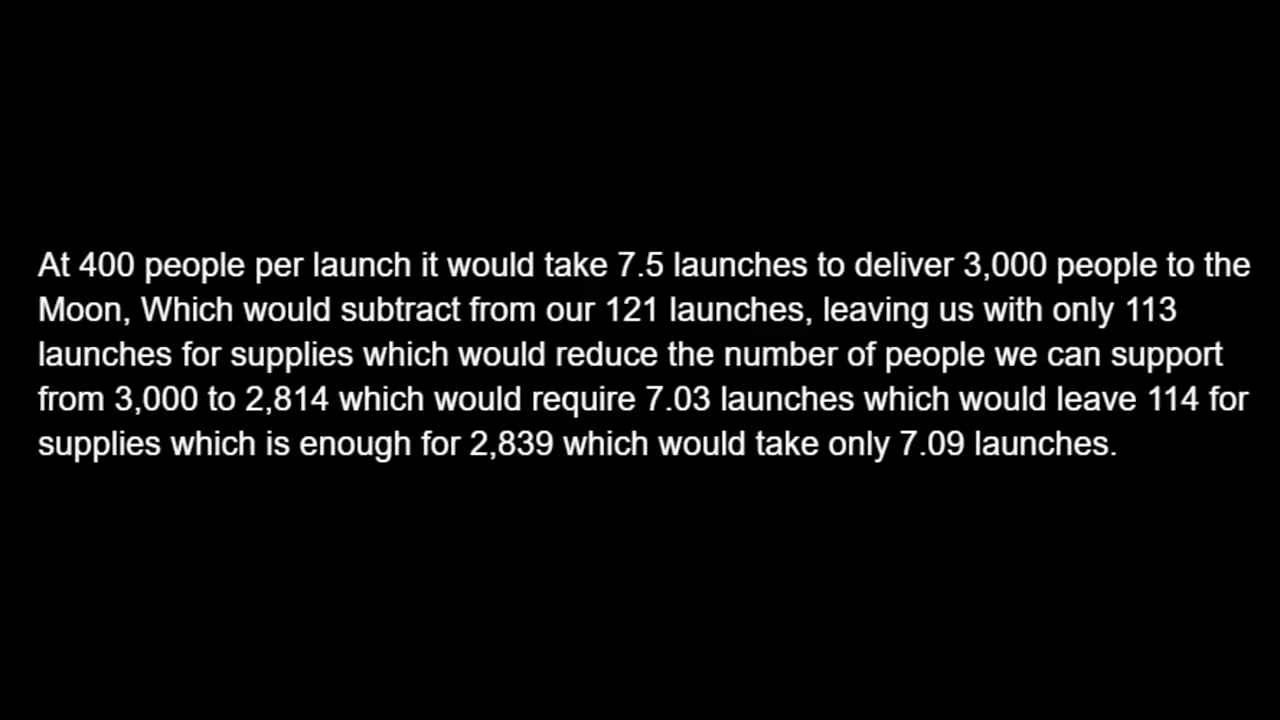 At 400 people per launch it would take 7.5 launches to deliver 3,000 people to the
Moon, Which would subtract from our 121 launches, leaving us with only 113
launches for supplies which would reduce the number of people we can support
from 3,000 to 2,814 which would require 7.03 launches which would leave 114 for
supplies which is enough for 2,839 which would take only 7.09 launches.